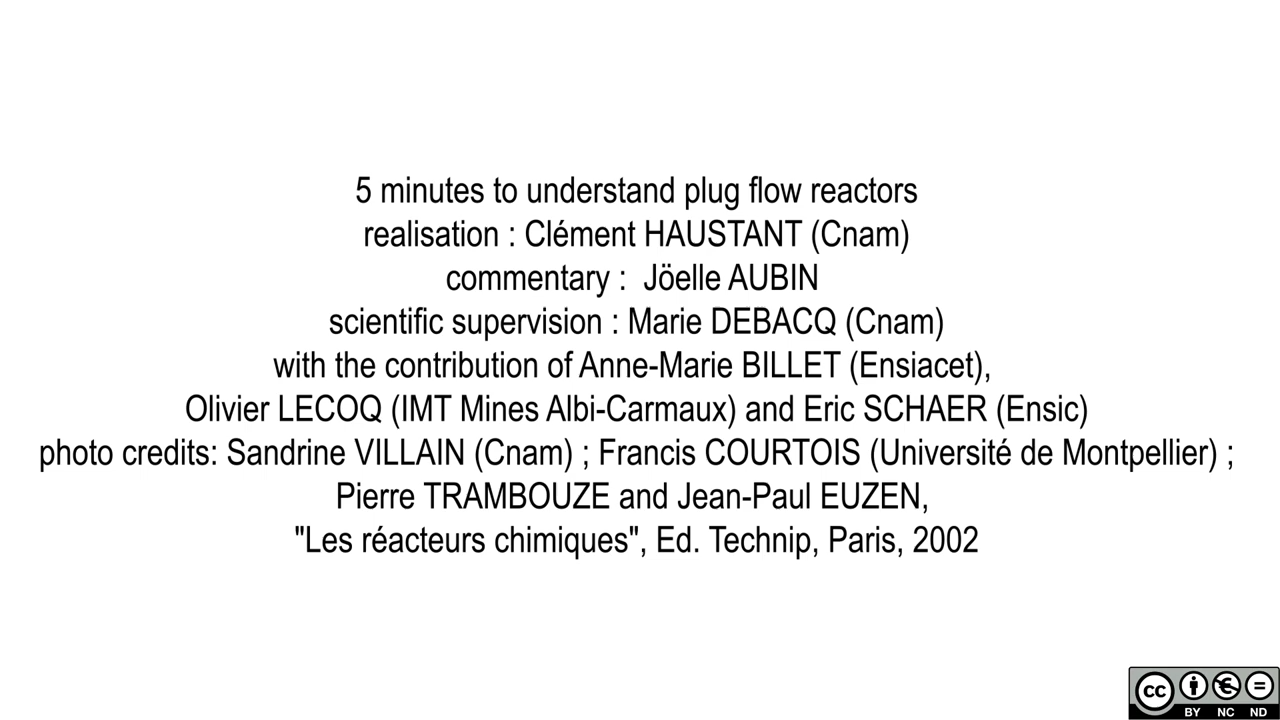 5 minutes to understand plug flow reactors
realisation : Clément HAUSTANT (Cnam)
commentary :  Jöelle AUBIN
scientific supervision : Marie DEBACQ (Cnam)
with the contribution of Anne-Marie BILLET (Ensiacet),
Olivier LECOQ (IMT Mines Albi-Carmaux) and Eric SCHAER (Ensic)
photo credits: Sandrine VILLAIN (Cnam) ; Francis COURTOIS (Université de Montpellier) ;
Pierre TRAMBOUZE and Jean-Paul EUZEN,
"Les réacteurs chimiques", Ed. Technip, Paris, 2002
cc
BY NC ND